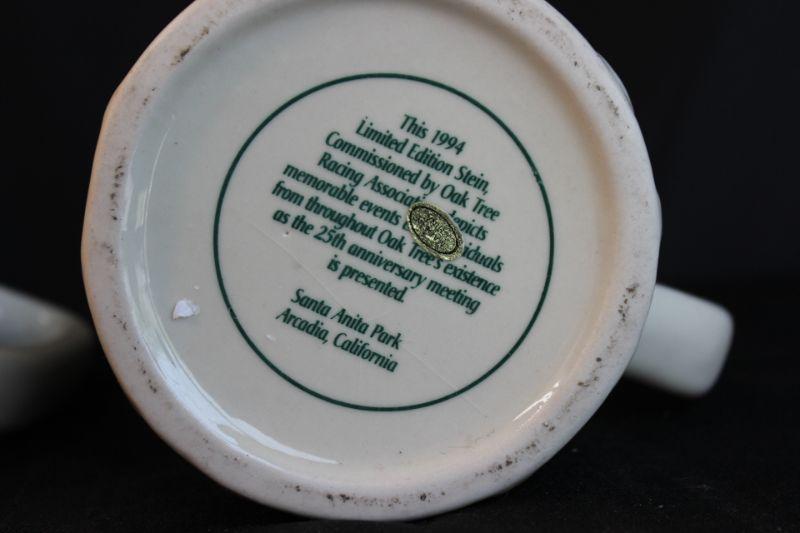 This 1994
Limited Edition Stein,
Commissioned by Oak Tree
Racing depicts
memorable events
from throughout Oak Tree's existence
as the 25th anniversary meeting
is presented.
Santa Anita Park
Arcadia, California